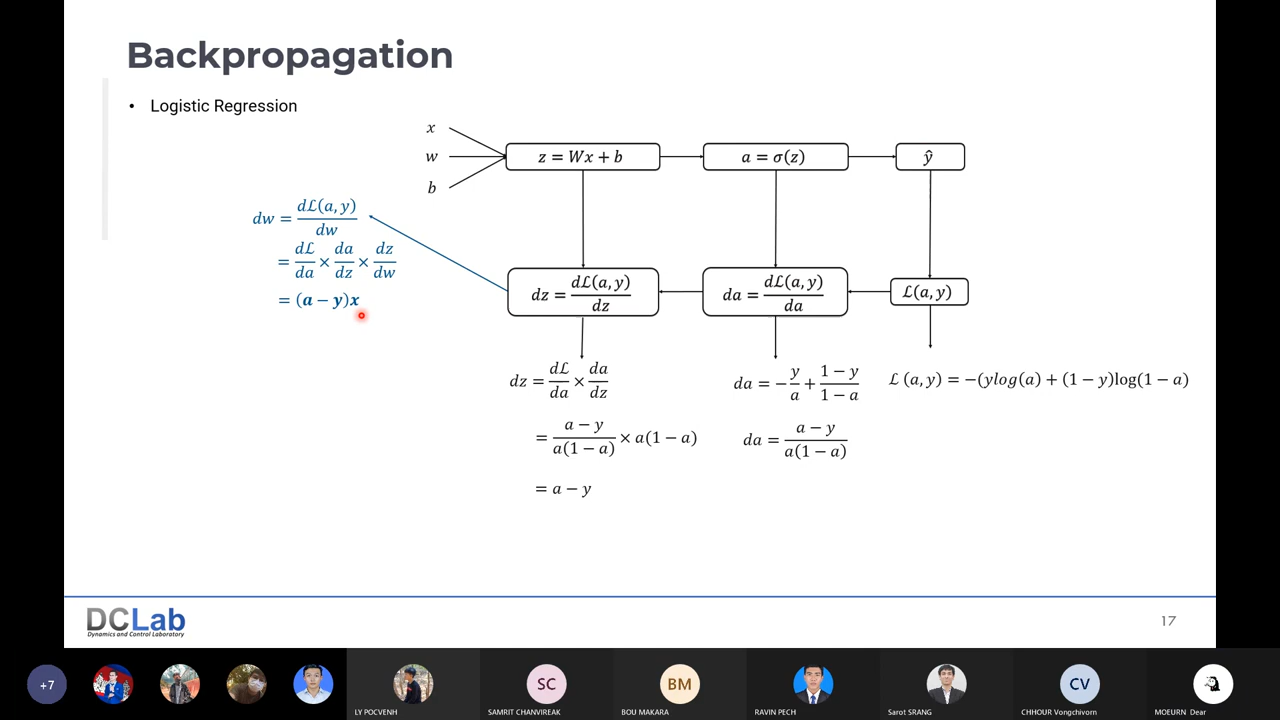 Backpropagation
• Logistic Regression
x
w
b
z = Wx + b
a = σ(z)
ŷ
dw = dℒ(a, y)/dw
= dℒ/da × da/dz × dz/dw
= (a − y)x
dz = dℒ(a, y)/dz
da = dℒ(a, y)/da
ℒ(a, y)
dz = dℒ/da × da/dz
= (a − y)/a(1 − a) × a(1 − a)
= a − y
da = − y/a + (1 − y)/(1 − a)
da = (a − y)/a(1 − a)
ℒ (a, y) = −(ylog(a) + (1 − y)log(1 − a)
DCLab
Dynamics and Control Laboratory
17
+7
LY POCVENH
SC
SAMRIT CHANVIREAK
BM
BOU MAKARA
RAVIN PECH
Sarot SRANG
CV
CHHOUR Vongchivorn
MOEURN Dear